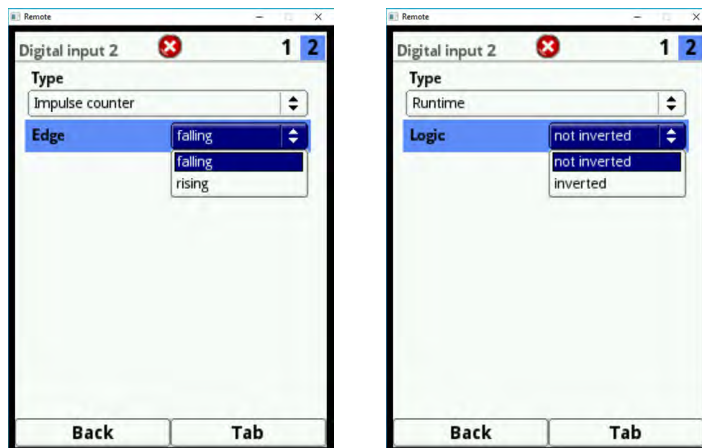 Remote
Digital input 2 1 2
Type
Impulse counter
Edge falling
falling
rising
Back Tab
Remote
Digital input 2 1 2
Type
Runtime
Logic not inverted
not inverted
inverted
Back Tab